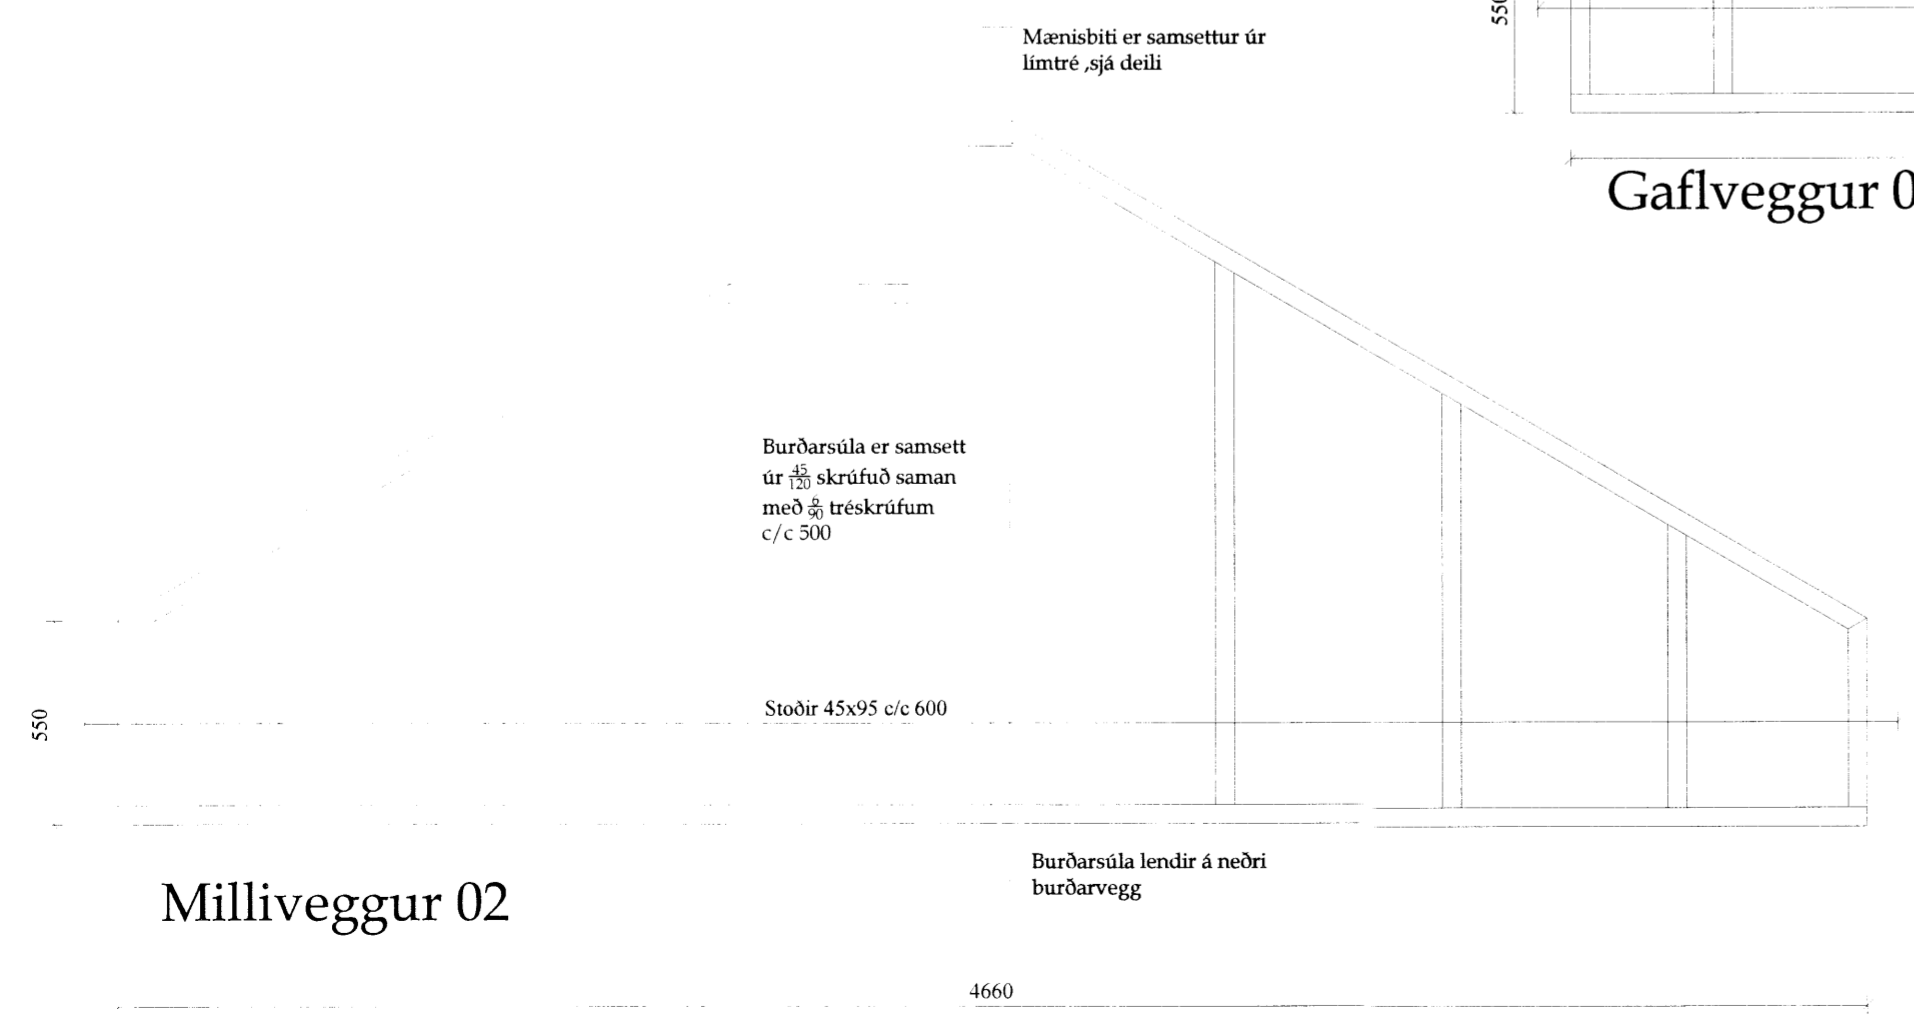 Mænisbiti er samsettur úr
límtré ,sjá deili
550
Gaflveggur 0
Burðarsúla er samsett
úr 45/120 skrúfuð saman
með 6/90 tréskrúfum
c/c 500
Stoðir 45x95 c/c 600
550
Burðarsúla lendir á neðri
burðarvegg
Milliveggur 02
4660